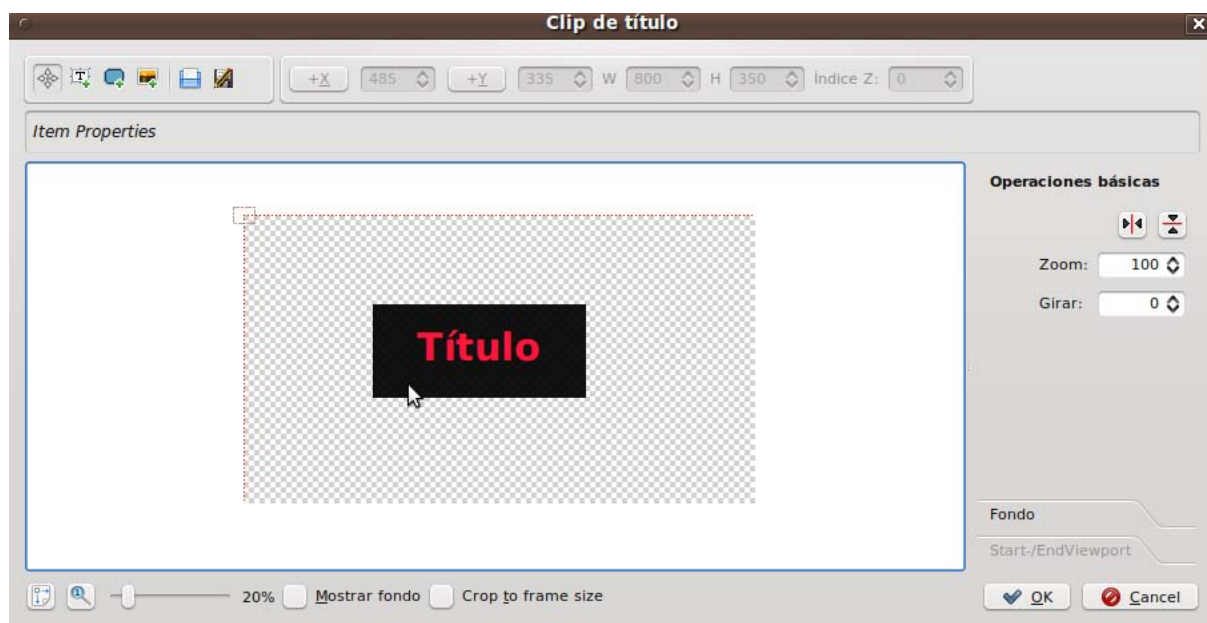 Clip de título
+X 485 +Y 335 W 800 H 350 Índice Z: 0
Item Properties
Operaciones básicas
Zoom: 100
Girar: 0
Título
Fondo
Start-/EndViewport
20% Mostrar fondo Crop to frame size OK Cancel